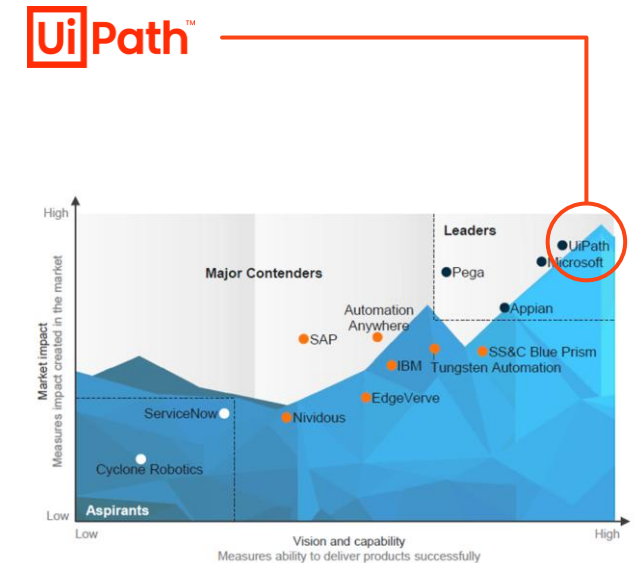 UiPath™
High
Leaders
UiPath
Microsoft
Major Contenders
Pega
Automation
Anywhere
Appian
SAP
SS&C Blue Prism
IBM
Tungsten Automation
EdgeVerve
ServiceNow
Nividous
Cyclone Robotics
Aspirants
Market impact
Measures impact created in the market
Low
Low
High
Vision and capability
Measures ability to deliver products successfully